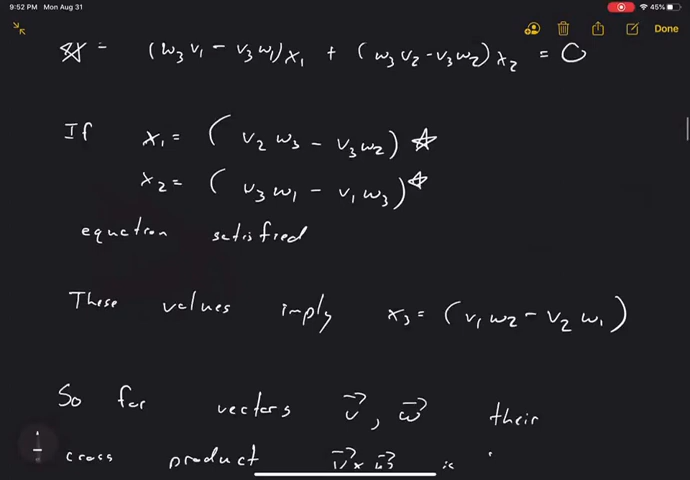 9:52 PM Mon Aug 31
45%
Done
☆ = (w₃ v₁ − v₃ w₁) x₁ + (w₃ v₂ − v₃ w₂) x₂ = 0
If x₁ = ( v₂ w₃ − v₃ w₂ ) ☆
x₂ = ( v₃ w₁ − v₁ w₃ ) ☆
equation satisfied
These values imply x₃ = (v₁ w₂ − v₂ w₁)
So for vectors v⃗, w⃗ their
cross product v⃗ × w⃗ is